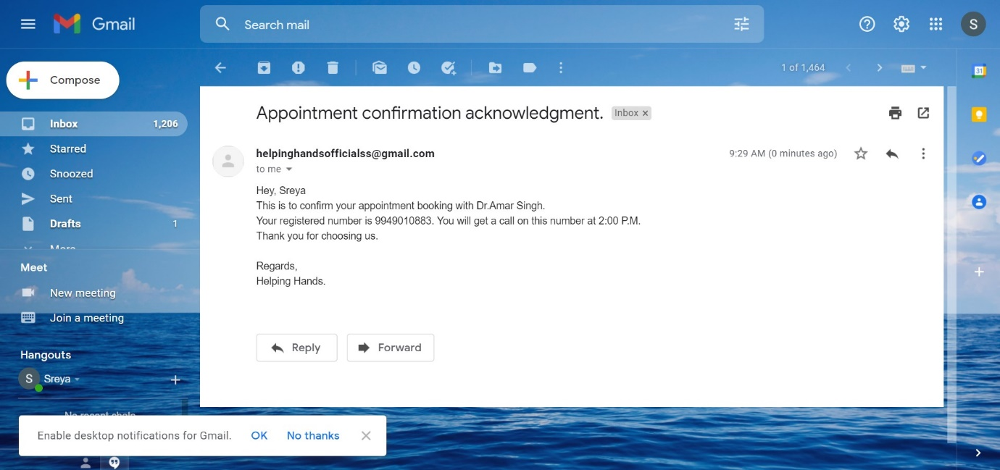 Gmail
Search mail
S
Compose
1 of 1,464
31
Inbox 1,206
Starred
Snoozed
Sent
Drafts 1
More
Meet
New meeting
Join a meeting
Hangouts
S Sreya
No recent chats
Appointment confirmation acknowledgment. Inbox x
helpinghandsofficialss@gmail.com
9:29 AM (0 minutes ago)
to me
Hey, Sreya
This is to confirm your appointment booking with Dr.Amar Singh.
Your registered number is 9949010883. You will get a call on this number at 2:00 P.M.
Thank you for choosing us.
Regards,
Helping Hands.
Reply
Forward
Enable desktop notifications for Gmail. OK No thanks